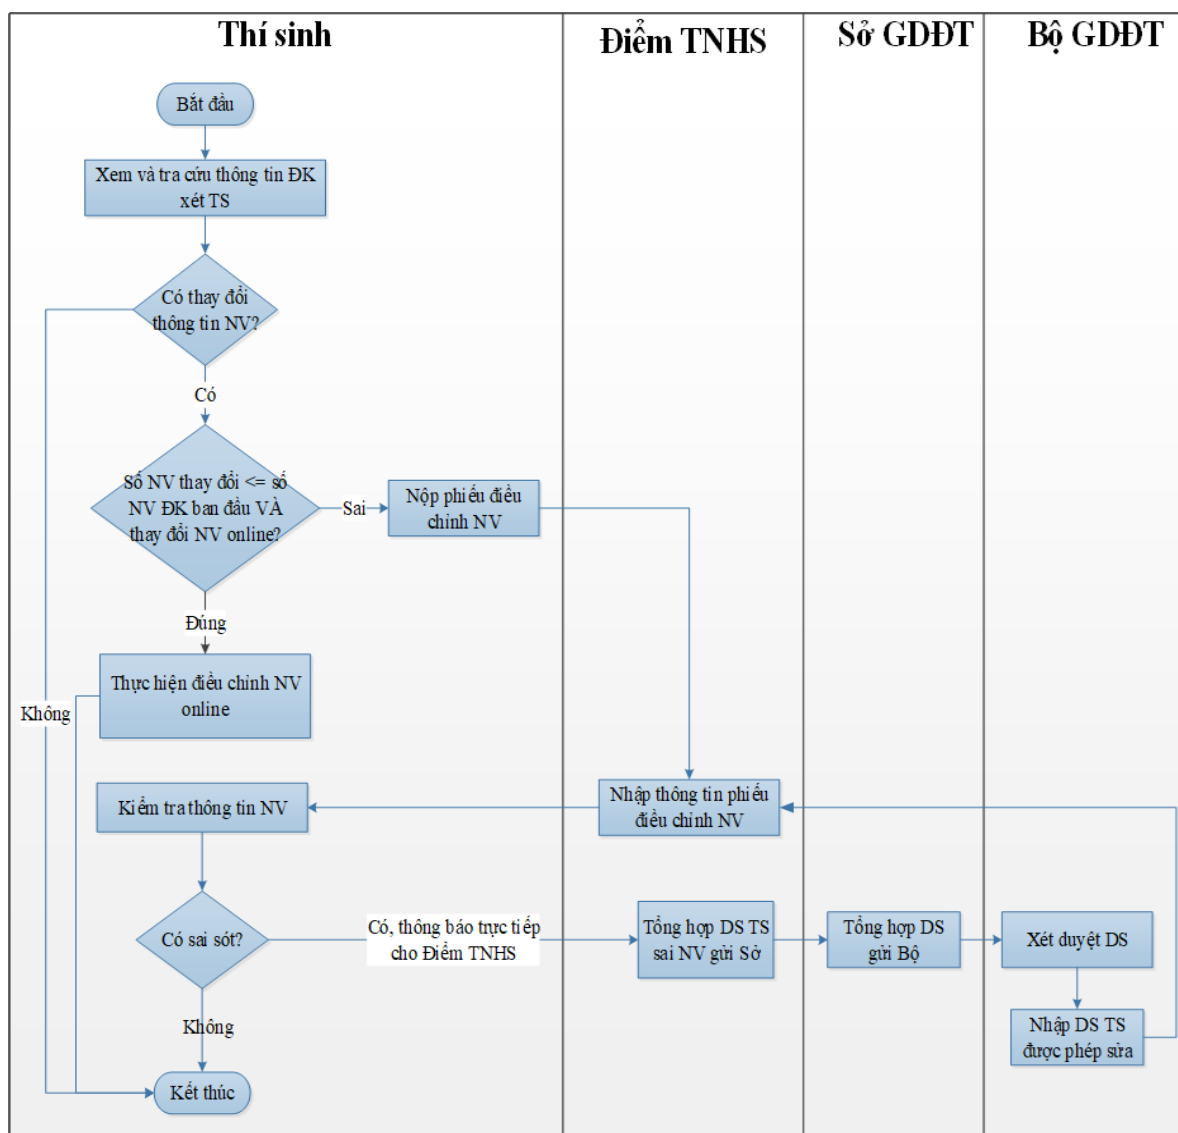 Thí sinh
Điểm TNHS
Sở GDĐT
Bộ GDĐT
Bắt đầu
Xem và tra cứu thông tin ĐK
xét TS
Có thay đổi
thông tin NV?
Có
Số NV thay đổi <= số
NV ĐK ban đầu VÀ
thay đổi NV online?
Sai
Nộp phiếu điều
chỉnh NV
Đúng
Thực hiện điều chỉnh NV
online
Không
Kiểm tra thông tin NV
Nhập thông tin phiếu
điều chỉnh NV
Có sai sót?
Có, thông báo trực tiếp
cho Điểm TNHS
Tổng hợp DS TS
sai NV gửi Sở
Tổng hợp DS
gửi Bộ
Xét duyệt DS
Nhập DS TS
được phép sửa
Không
Kết thúc